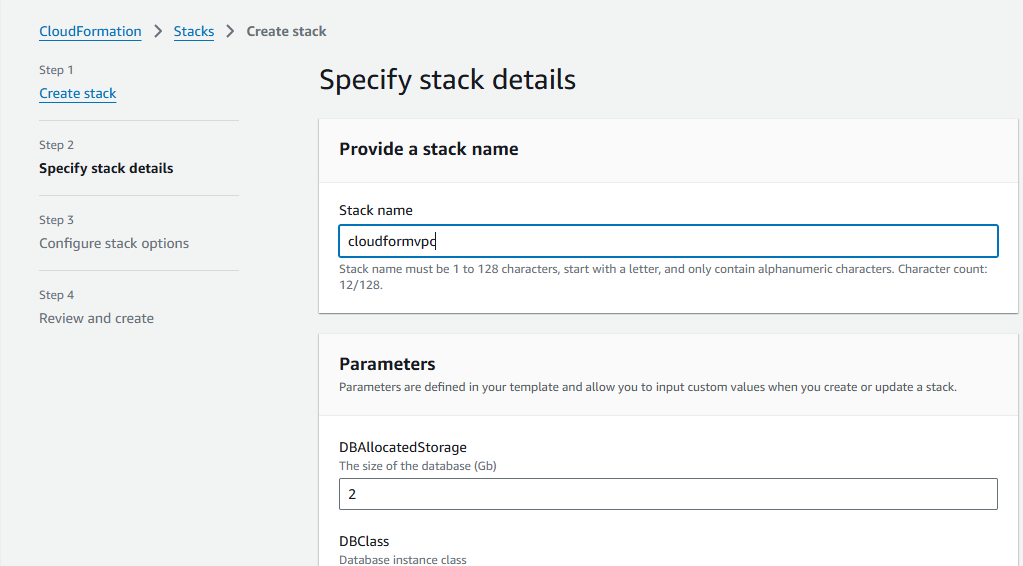 CloudFormation > Stacks > Create stack
Step 1
Create stack
Step 2
Specify stack details
Step 3
Configure stack options
Step 4
Review and create
Specify stack details
Provide a stack name
Stack name
cloudformvpc
Stack name must be 1 to 128 characters, start with a letter, and only contain alphanumeric characters. Character count:
12/128.
Parameters
Parameters are defined in your template and allow you to input custom values when you create or update a stack.
DBAllocatedStorage
The size of the database (Gb)
2
DBClass
Database instance class